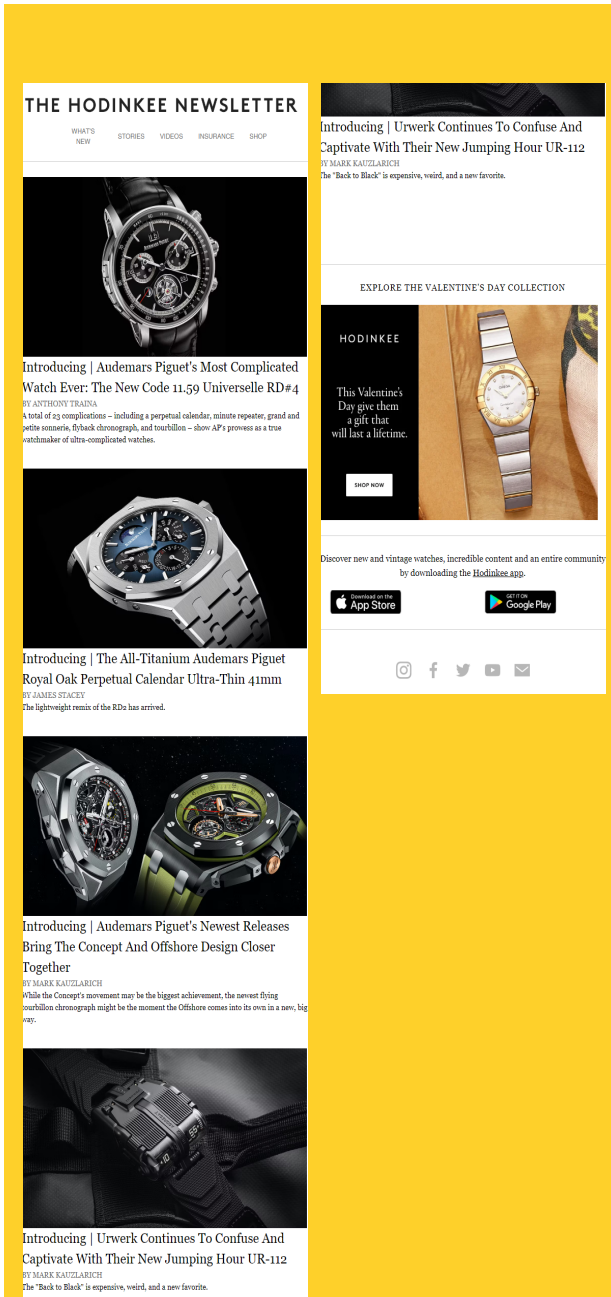 THE HODINKEE NEWSLETTER
WHAT'S
NEW
STORIES
VIDEOS
INSURANCE
SHOP
Introducing | Audemars Piguet's Most Complicated
Watch Ever: The New Code 11.59 Universelle RD#4
BY ANTHONY TRAINA
A total of 23 complications – including a perpetual calendar, minute repeater, grand and
petite sonnerie, flyback chronograph, and tourbillon – show AP's prowess as a true
watchmaker of ultra-complicated watches.
Introducing | The All-Titanium Audemars Piguet
Royal Oak Perpetual Calendar Ultra-Thin 41mm
BY JAMES STACEY
The lightweight remix of the RD2 has arrived.
Introducing | Audemars Piguet's Newest Releases
Bring The Concept And Offshore Design Closer
Together
BY MARK KAUZLARICH
While the Concept's movement may be the biggest achievement, the newest flying
tourbillon chronograph might be the moment the Offshore comes into its own in a new, big
way.
Introducing | Urwerk Continues To Confuse And
Captivate With Their New Jumping Hour UR-112
BY MARK KAUZLARICH
The "Back to Black" is expensive, weird, and a new favorite.
Introducing | Urwerk Continues To Confuse And
Captivate With Their New Jumping Hour UR-112
BY MARK KAUZLARICH
The "Back to Black" is expensive, weird, and a new favorite.
EXPLORE THE VALENTINE'S DAY COLLECTION
HODINKEE
This Valentine's
Day give them
a gift that
will last a lifetime.
SHOP NOW
Discover new and vintage watches, incredible content and an entire community
by downloading the Hodinkee app.
Download on the
App Store
GET IT ON
Google Play